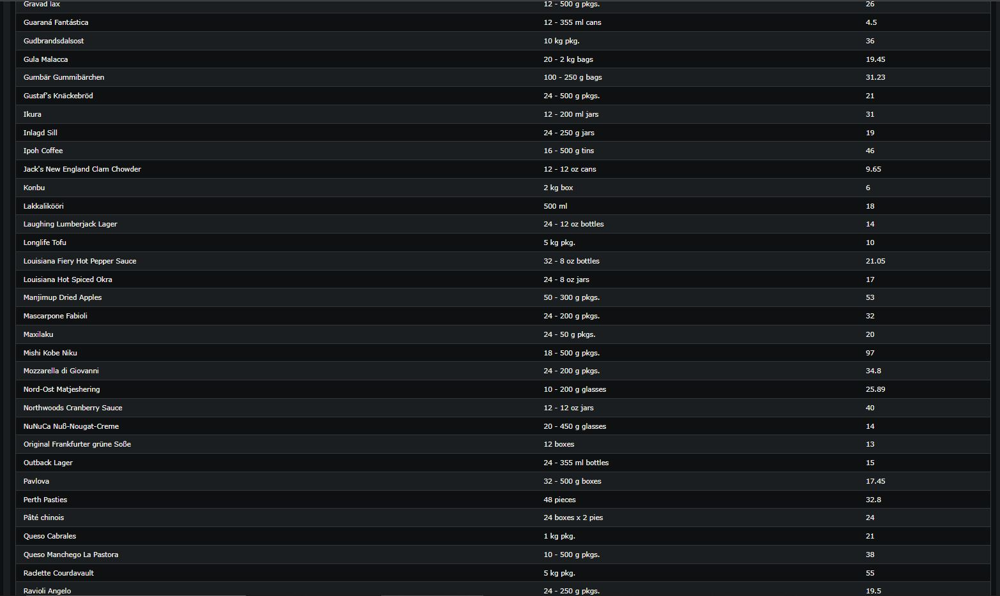 Gravad lax 12 - 500 g pkgs. 26
Guaraná Fantástica 12 - 355 ml cans 4.5
Gudbrandsdalsost 10 kg pkg. 36
Gula Malacca 20 - 2 kg bags 19.45
Gumbär Gummibärchen 100 - 250 g bags 31.23
Gustaf's Knäckebröd 24 - 500 g pkgs. 21
Ikura 12 - 200 ml jars 31
Inlagd Sill 24 - 250 g jars 19
Ipoh Coffee 16 - 500 g tins 46
Jack's New England Clam Chowder 12 - 12 oz cans 9.65
Konbu 2 kg box 6
Lakkalikööri 500 ml 18
Laughing Lumberjack Lager 24 - 12 oz bottles 14
Longlife Tofu 5 kg pkg. 10
Louisiana Fiery Hot Pepper Sauce 32 - 8 oz bottles 21.05
Louisiana Hot Spiced Okra 24 - 8 oz jars 17
Manjimup Dried Apples 50 - 300 g pkgs. 53
Mascarpone Fabioli 24 - 200 g pkgs. 32
Maxilaku 24 - 50 g pkgs. 20
Mishi Kobe Niku 18 - 500 g pkgs. 97
Mozzarella di Giovanni 24 - 200 g pkgs. 34.8
Nord-Ost Matjeshering 10 - 200 g glasses 25.89
Northwoods Cranberry Sauce 12 - 12 oz jars 40
NuNuCa Nuß-Nougat-Creme 20 - 450 g glasses 14
Original Frankfurter grüne Soße 12 boxes 13
Outback Lager 24 - 355 ml bottles 15
Pavlova 32 - 500 g boxes 17.45
Perth Pasties 48 pieces 32.8
Pâté chinois 24 boxes x 2 pies 24
Queso Cabrales 1 kg pkg. 21
Queso Manchego La Pastora 10 - 500 g pkgs. 38
Raclette Courdavault 5 kg pkg. 55
Ravioli Angelo 24 - 250 g pkgs. 19.5